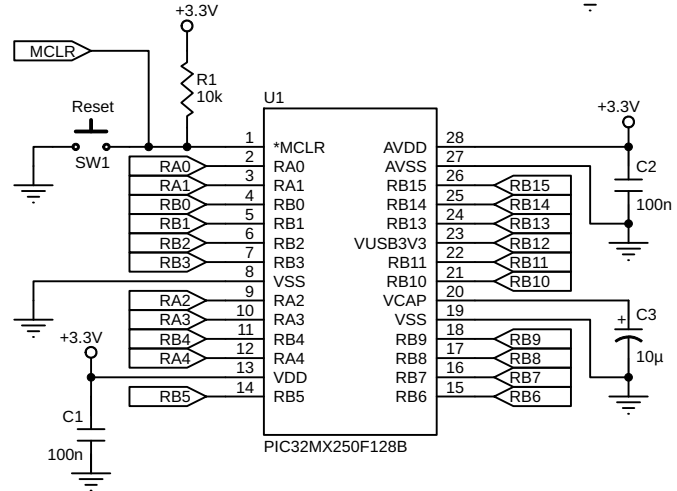 +3.3V
MCLR
R1
10k
Reset
SW1
U1
+3.3V
C2
100n
1 *MCLR AVDD 28
RA0 2 RA0 AVSS 27
RA1 3 RA1 RB15 26 RB15
RB0 4 RB0 RB14 25 RB14
RB1 5 RB1 RB13 24 RB13
RB2 6 RB2 VUSB3V3 23 RB12
RB3 7 RB3 RB11 22 RB11
8 VSS RB10 21 RB10
RA2 9 RA2 VCAP 20
RA3 10 RA3 VSS 19
RB4 11 RB4 RB9 18 RB9
RA4 12 RA4 RB8 17 RB8
13 VDD RB7 16 RB7
RB5 14 RB5 RB6 15 RB6
+ C3
10µ
+3.3V
C1
100n
PIC32MX250F128B